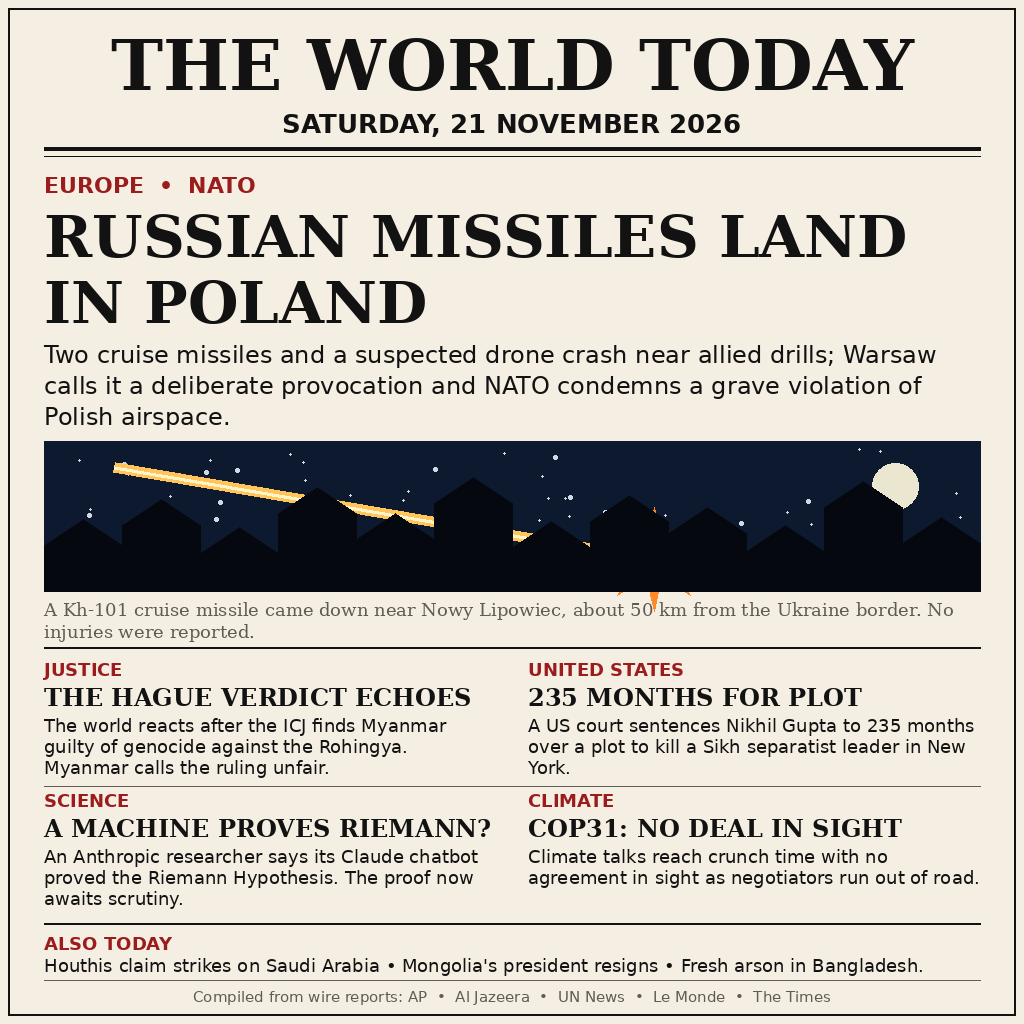 THE WORLD TODAY
SATURDAY, 21 NOVEMBER 2026
EUROPE • NATO
RUSSIAN MISSILES LAND
IN POLAND
Two cruise missiles and a suspected drone crash near allied drills; Warsaw
calls it a deliberate provocation and NATO condemns a grave violation of
Polish airspace.
A Kh-101 cruise missile came down near Nowy Lipowiec, about 50 km from the Ukraine border. No
injuries were reported.
JUSTICE
THE HAGUE VERDICT ECHOES
The world reacts after the ICJ finds Myanmar
guilty of genocide against the Rohingya.
Myanmar calls the ruling unfair.
UNITED STATES
235 MONTHS FOR PLOT
A US court sentences Nikhil Gupta to 235 months
over a plot to kill a Sikh separatist leader in New
York.
SCIENCE
A MACHINE PROVES RIEMANN?
An Anthropic researcher says its Claude chatbot
proved the Riemann Hypothesis. The proof now
awaits scrutiny.
CLIMATE
COP31: NO DEAL IN SIGHT
Climate talks reach crunch time with no
agreement in sight as negotiators run out of road.
ALSO TODAY
Houthis claim strikes on Saudi Arabia • Mongolia's president resigns • Fresh arson in Bangladesh.
Compiled from wire reports: AP • Al Jazeera • UN News • Le Monde • The Times